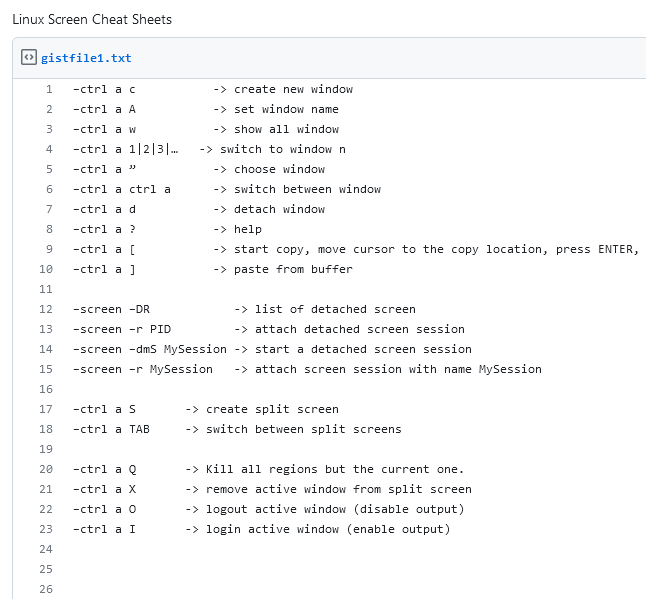 Linux Screen Cheat Sheets
gistfile1.txt
1 –ctrl a c -> create new window
2 –ctrl a A -> set window name
3 –ctrl a w -> show all window
4 –ctrl a 1|2|3|… -> switch to window n
5 –ctrl a ” -> choose window
6 –ctrl a ctrl a -> switch between window
7 –ctrl a d -> detach window
8 –ctrl a ? -> help
9 –ctrl a [ -> start copy, move cursor to the copy location, press ENTER,
10 –ctrl a ] -> paste from buffer
11
12 –screen –DR -> list of detached screen
13 –screen –r PID -> attach detached screen session
14 –screen –dmS MySession -> start a detached screen session
15 –screen –r MySession -> attach screen session with name MySession
16
17 –ctrl a S -> create split screen
18 –ctrl a TAB -> switch between split screens
19
20 –ctrl a Q -> Kill all regions but the current one.
21 –ctrl a X -> remove active window from split screen
22 –ctrl a O -> logout active window (disable output)
23 –ctrl a I -> login active window (enable output)
24
25
26